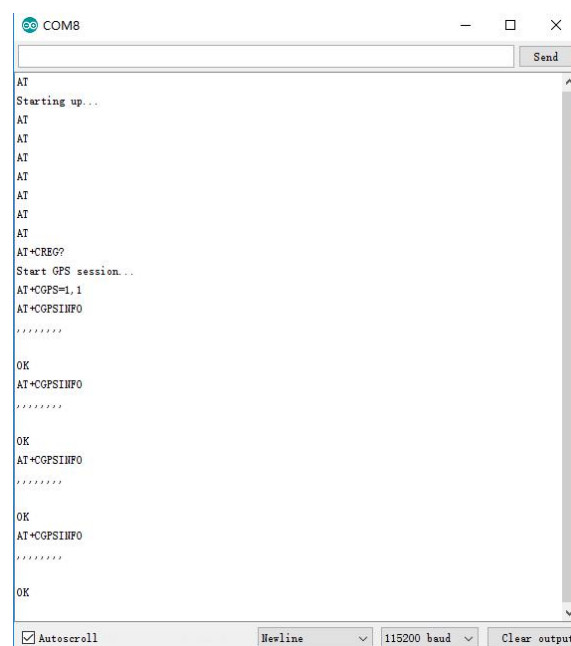 COM8
Send
AT
Starting up...
AT
AT
AT
AT
AT
AT
AT
AT+CREG?
Start GPS session...
AT+CGPS=1,1
AT+CGPSINFO
,,,,,,,,
OK
AT+CGPSINFO
,,,,,,,,
OK
AT+CGPSINFO
,,,,,,,,
OK
AT+CGPSINFO
,,,,,,,,
OK
Autoscroll Newline 115200 baud Clear output